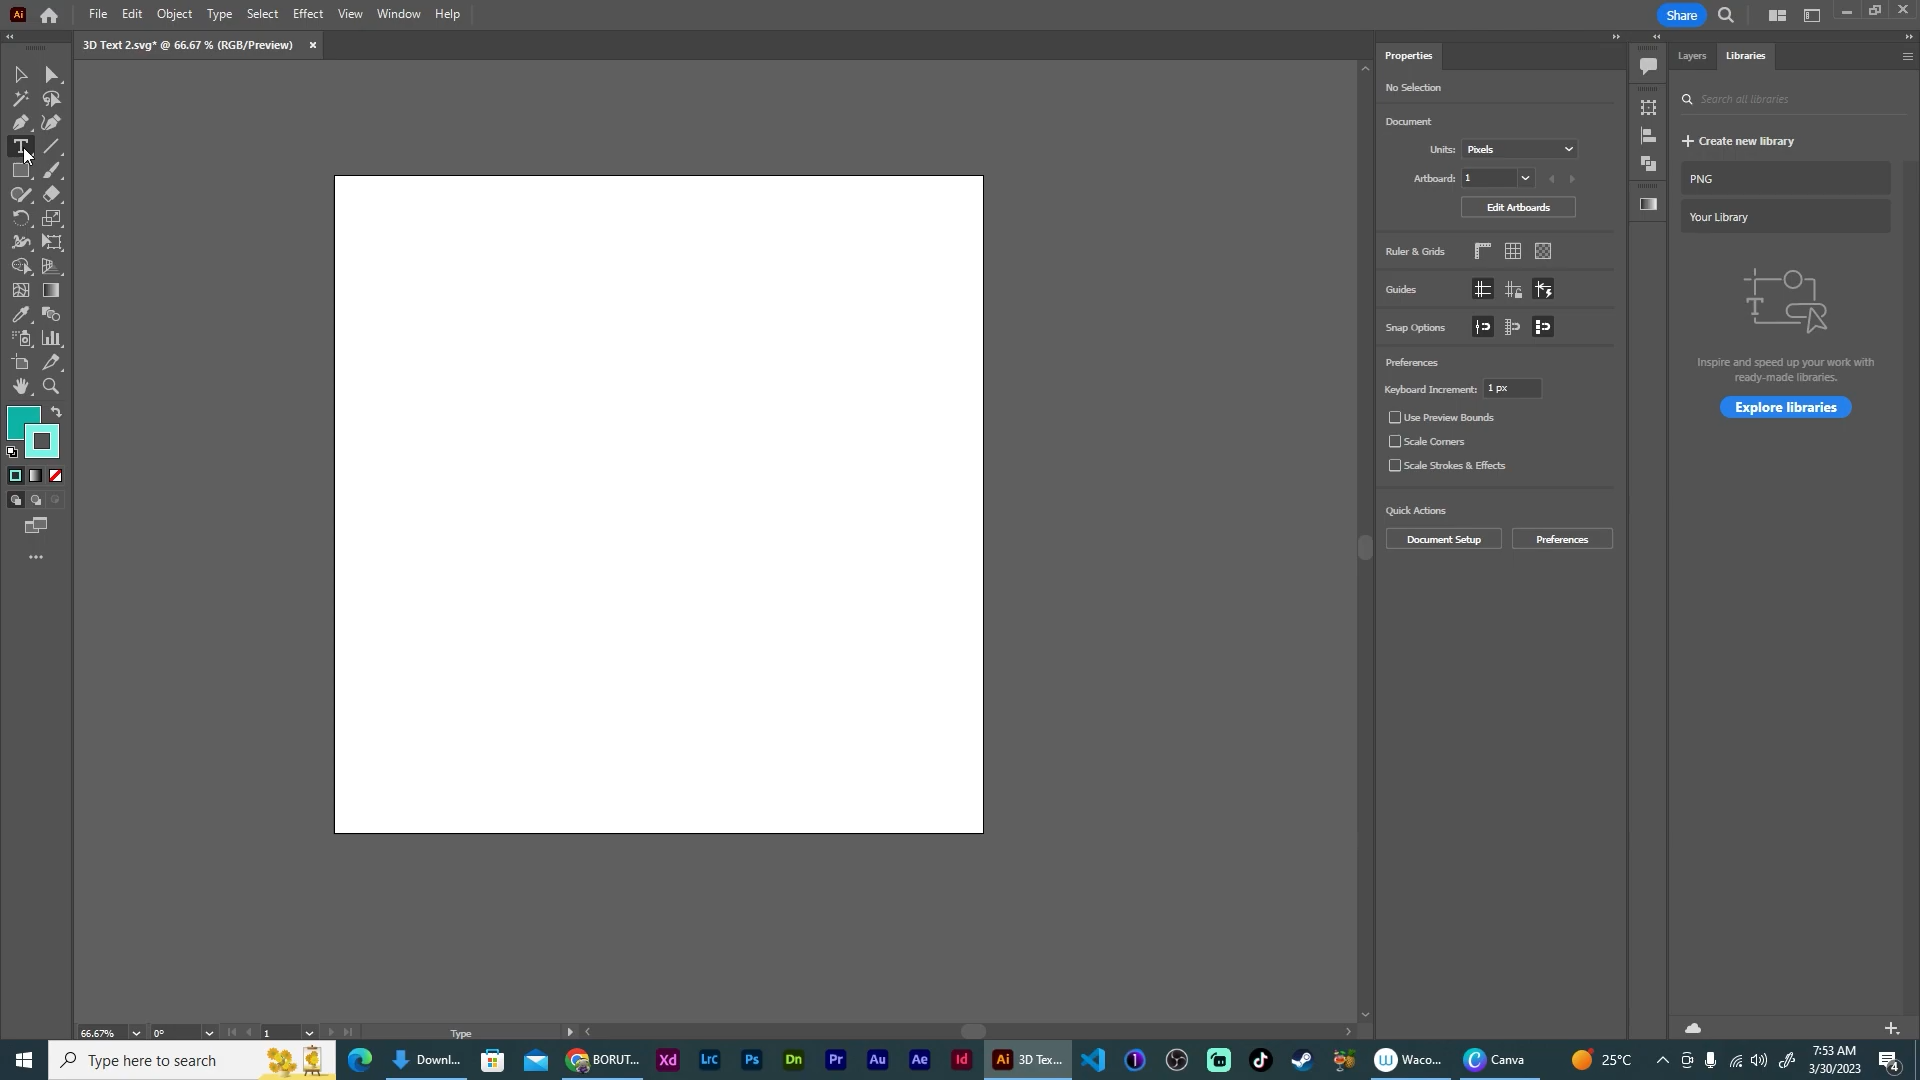 Ai File Edit Object Type Select Effect View Window Help Share
3D Text 2.svg* @ 66.67 % (RGB/Preview) ×
Properties
Layers Libraries
No Selection
Search all libraries
Document
Create new library
Units: Pixels
Artboard: 1
PNG
Edit Artboards
Your Library
Ruler & Grids
Guides
Snap Options
Preferences
Inspire and speed up your work with
ready-made libraries.
Keyboard Increment: 1 px
Explore libraries
Use Preview Bounds
Scale Corners
Scale Strokes & Effects
Quick Actions
Document Setup Preferences
66.67% 0° 1 Type
Type here to search Downl... BORUT... Xd LrC Ps Dn Pr Au Ae Id Ai 3D Tex... Waco... Canva 25°C 7:53 AM
3/30/2023 4